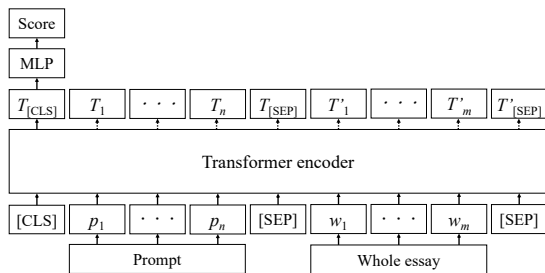 Score
MLP
T[CLS] T1 · · · Tn T[SEP] T'1 · · · T'm T'[SEP]
Transformer encoder
[CLS] p1 · · · pn [SEP] w1 · · · wm [SEP]
Prompt Whole essay